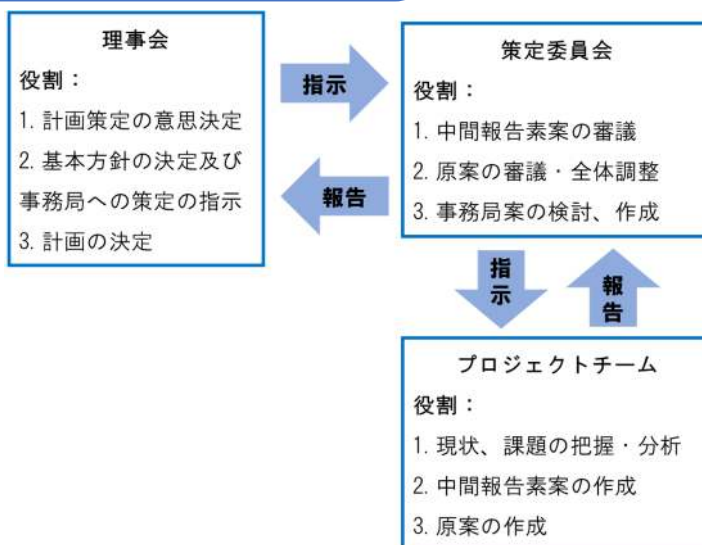 理事会
役割：
1. 計画策定の意思決定
2. 基本方針の決定及び
事務局への策定の指示
3. 計画の決定
指示
報告
策定委員会
役割：
1. 中間報告素案の審議
2. 原案の審議・全体調整
3. 事務局案の検討、作成
指
示
報
告
プロジェクトチーム
役割：
1. 現状、課題の把握・分析
2. 中間報告素案の作成
3. 原案の作成